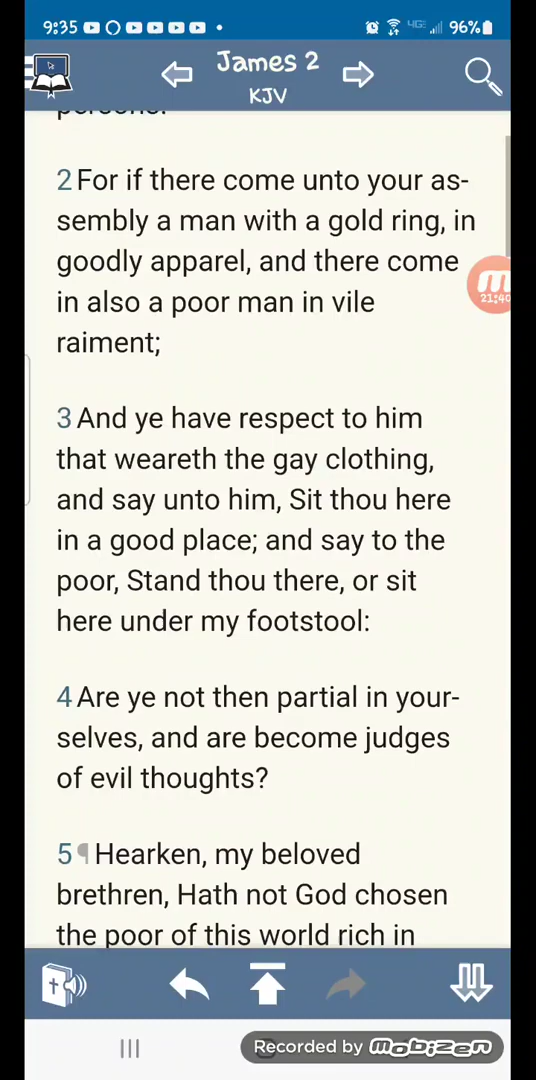 9:35 96%
James 2
KJV
persons.
2 For if there come unto your as-
sembly a man with a gold ring, in
goodly apparel, and there come
in also a poor man in vile
raiment;
21:40
3 And ye have respect to him
that weareth the gay clothing,
and say unto him, Sit thou here
in a good place; and say to the
poor, Stand thou there, or sit
here under my footstool:
4 Are ye not then partial in your-
selves, and are become judges
of evil thoughts?
5 ¶ Hearken, my beloved
brethren, Hath not God chosen
the poor of this world rich in
Recorded by mobizen